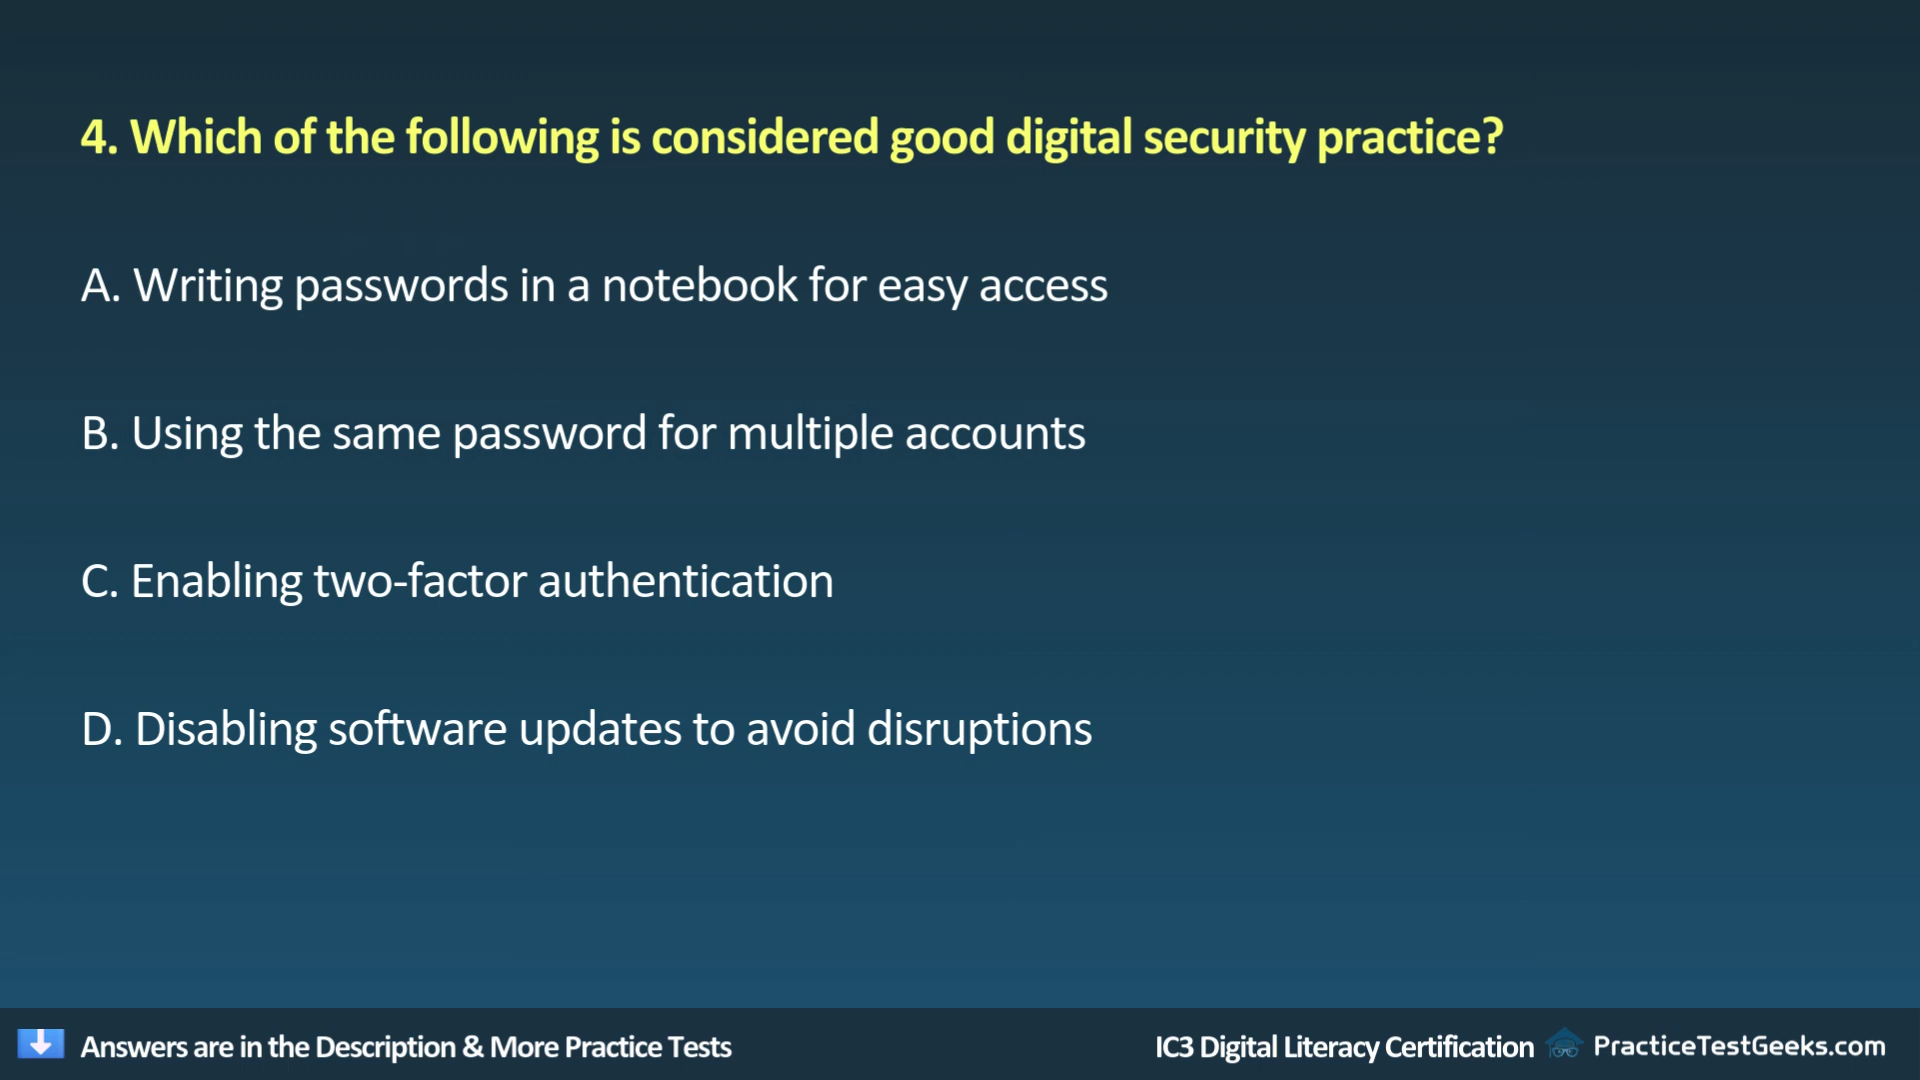 4. Which of the following is considered good digital security practice?
A. Writing passwords in a notebook for easy access
B. Using the same password for multiple accounts
C. Enabling two-factor authentication
D. Disabling software updates to avoid disruptions
Answers are in the Description & More Practice Tests
IC3 Digital Literacy Certification
PracticeTestGeeks.com